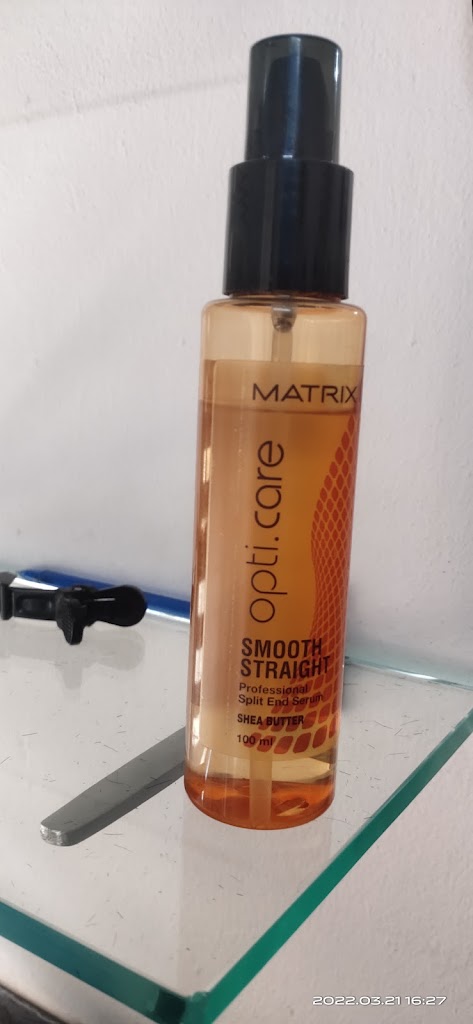 MATRIX
opti.care
SMOOTH
STRAIGHT
Professional
Split End Serum
SHEA BUTTER
100 ml
2022.03.21 16:27